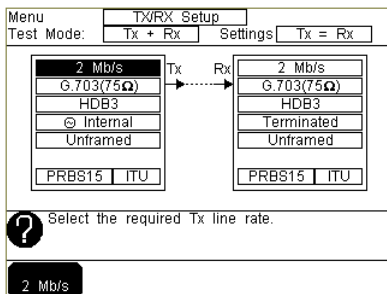 Menu TX/RX Setup
Test Mode: Tx + Rx Settings Tx = Rx
2 Mb/s Tx Rx 2 Mb/s
G.703(75Ω) G.703(75Ω)
HDB3 HDB3
Internal Terminated
Unframed Unframed
PRBS15 ITU PRBS15 ITU
? Select the required Tx line rate.
2 Mb/s